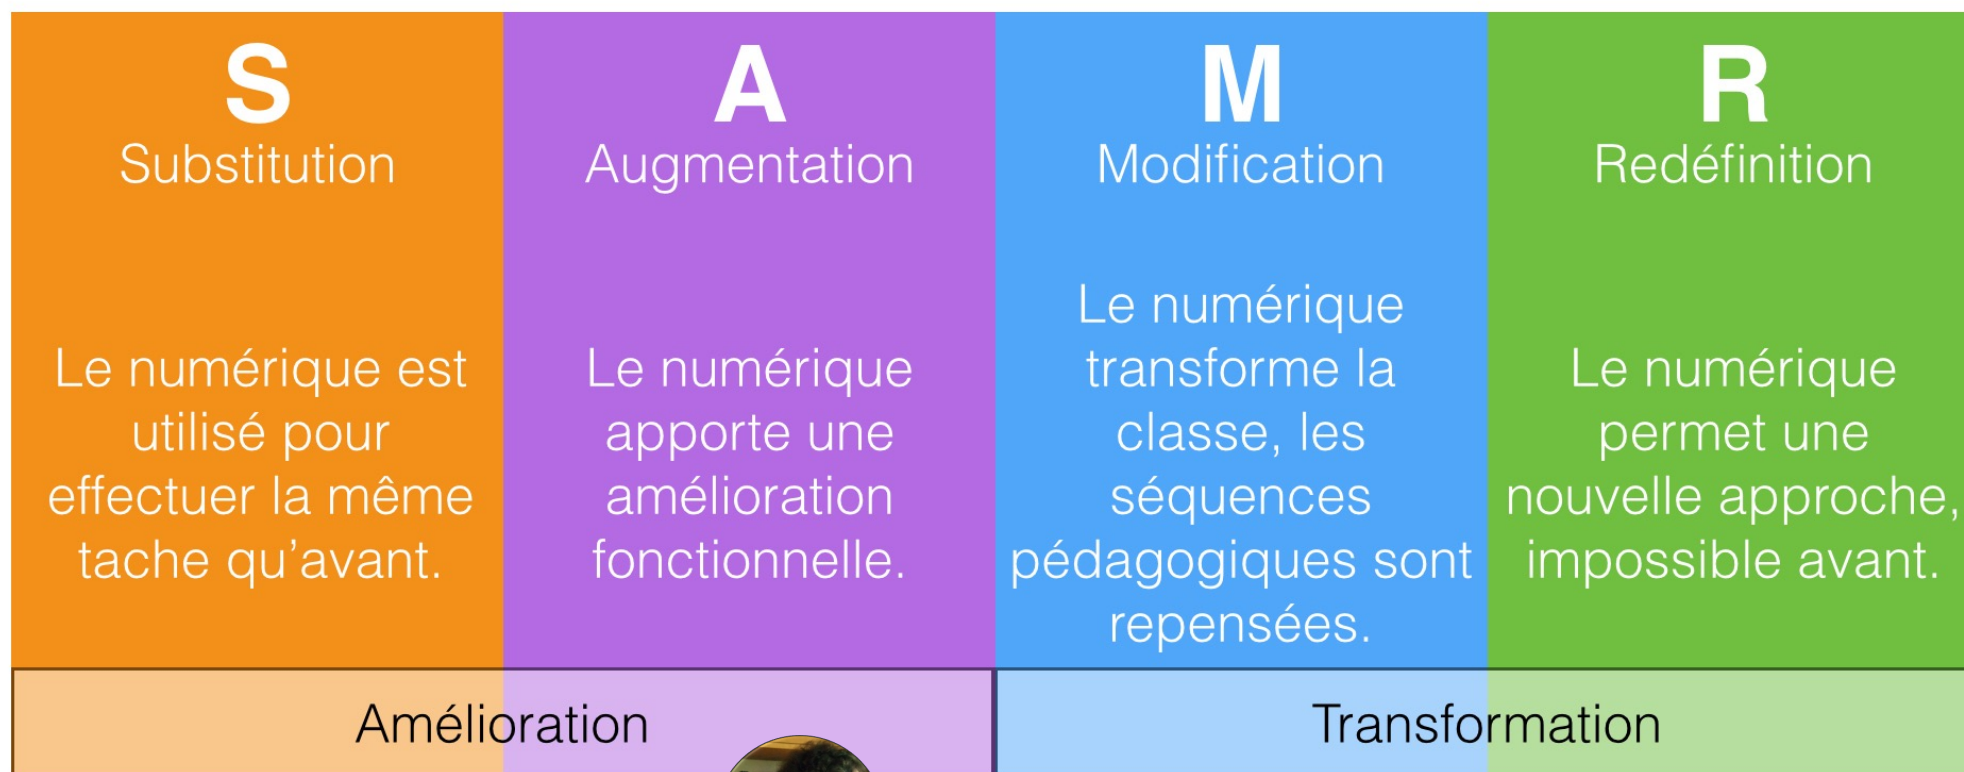 S
Substitution
Le numérique est
utilisé pour
effectuer la même
tache qu'avant.
A
Augmentation
Le numérique
apporte une
amélioration
fonctionnelle.
M
Modification
Le numérique
transforme la
classe, les
séquences
pédagogiques sont
repensées.
R
Redéfinition
Le numérique
permet une
nouvelle approche,
impossible avant.
Amélioration
Transformation